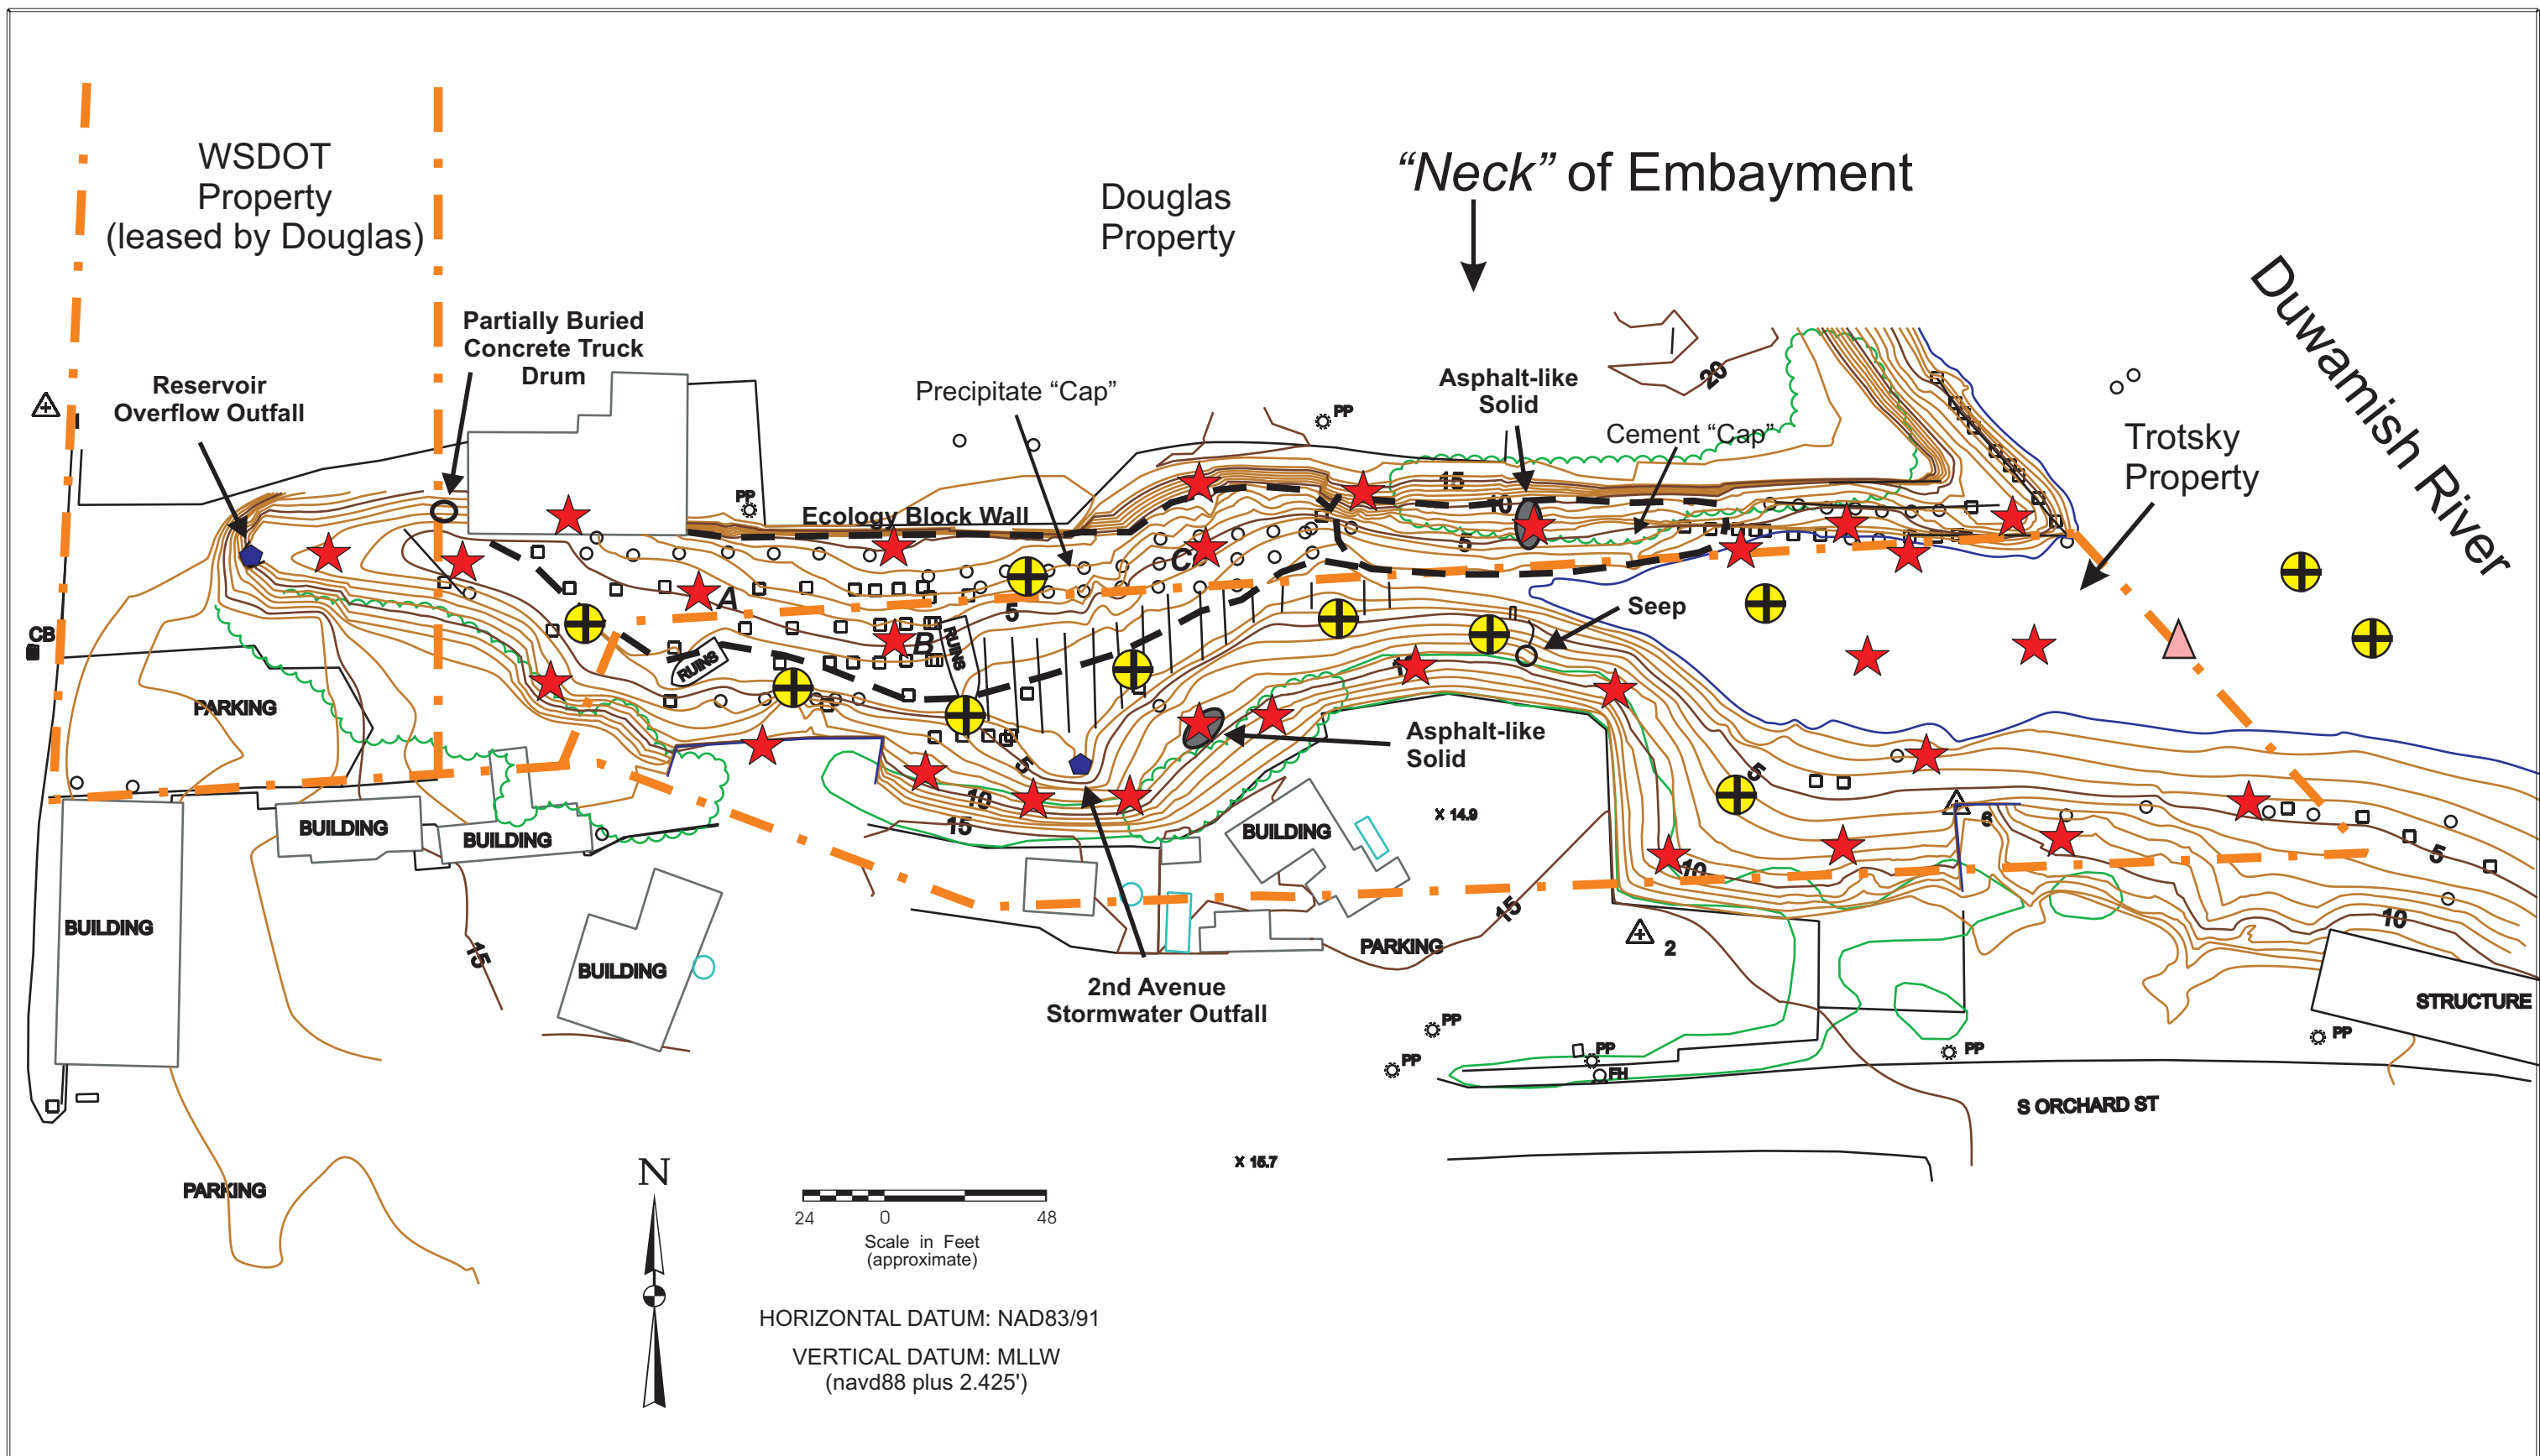 “Neck” of Embayment
WSDOT
Property
(leased by Douglas)
Douglas
Property
Duwamish River
Partially Buried
Concrete Truck
Drum
Reservoir
Overflow Outfall
Precipitate “Cap”
Asphalt-like
Solid
Cement “Cap”
20
PP
Trotsky
Property
15
10
5
PP
Ecology Block Wall
C
A
5
B
RUINS
RUINS
Seep
CB
PARKING
Asphalt-like
Solid
5
10
15
5
6
10
5
10
x 14.9
BUILDING
BUILDING
BUILDING
BUILDING
BUILDING
15
15
PARKING
2
2nd Avenue
Stormwater Outfall
STRUCTURE
PP
PP
PP
PP
PP
FH
S ORCHARD ST
x 15.7
PARKING
N
24 0 48
Scale in Feet
(approximate)
HORIZONTAL DATUM: NAD83/91
VERTICAL DATUM: MLLW
(navd88 plus 2.425')